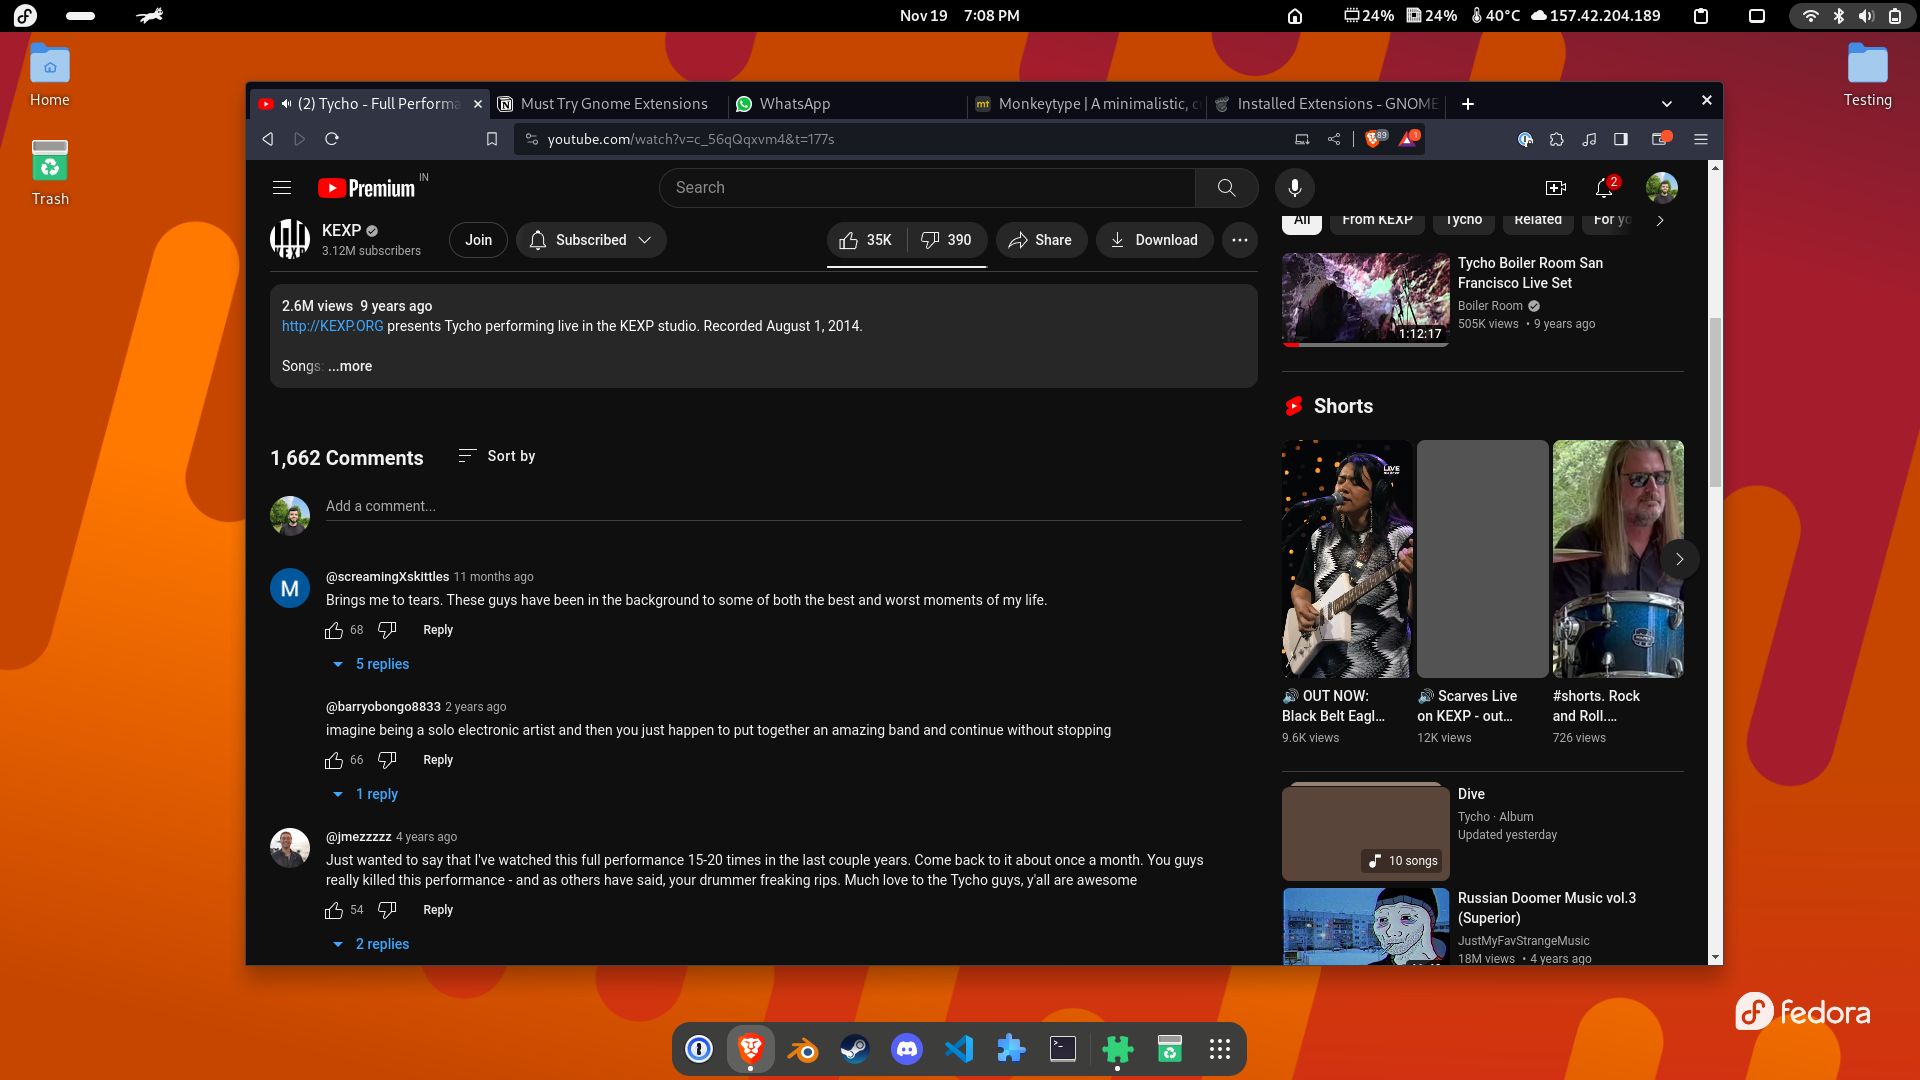 Nov 19 7:08 PM
24% 24% 40°C 157.42.204.189
Home
Testing
Trash
(2) Tycho - Full Performa
Must Try Gnome Extensions
WhatsApp
mt Monkeytype | A minimalistic, c
Installed Extensions - GNOME
youtube.com/watch?v=c_56qQqxvm4&t=177s
89
1
Premium IN
Search
2
KEXP
3.12M subscribers
Join
Subscribed
35K
390
Share
Download
All
From KEXP
Tycho
Related
For yo
2.6M views 9 years ago
http://KEXP.ORG presents Tycho performing live in the KEXP studio. Recorded August 1, 2014.
Songs: ...more
1,662 Comments
Sort by
Add a comment...
M
@screamingXskittles 11 months ago
Brings me to tears. These guys have been in the background to some of both the best and worst moments of my life.
68
Reply
5 replies
@barryobongo8833 2 years ago
imagine being a solo electronic artist and then you just happen to put together an amazing band and continue without stopping
66
Reply
1 reply
@jmezzzzz 4 years ago
Just wanted to say that I've watched this full performance 15-20 times in the last couple years. Come back to it about once a month. You guys
really killed this performance - and as others have said, your drummer freaking rips. Much love to the Tycho guys, y'all are awesome
54
Reply
2 replies
1:12:17
Tycho Boiler Room San
Francisco Live Set
Boiler Room
505K views • 9 years ago
Shorts
LIVE
🔊 OUT NOW:
Black Belt Eagl...
9.6K views
🔊 Scarves Live
on KEXP - out...
12K views
#shorts. Rock
and Roll....
726 views
10 songs
Dive
Tycho · Album
Updated yesterday
Russian Doomer Music vol.3
(Superior)
JustMyFavStrangeMusic
18M views • 4 years ago
fedora